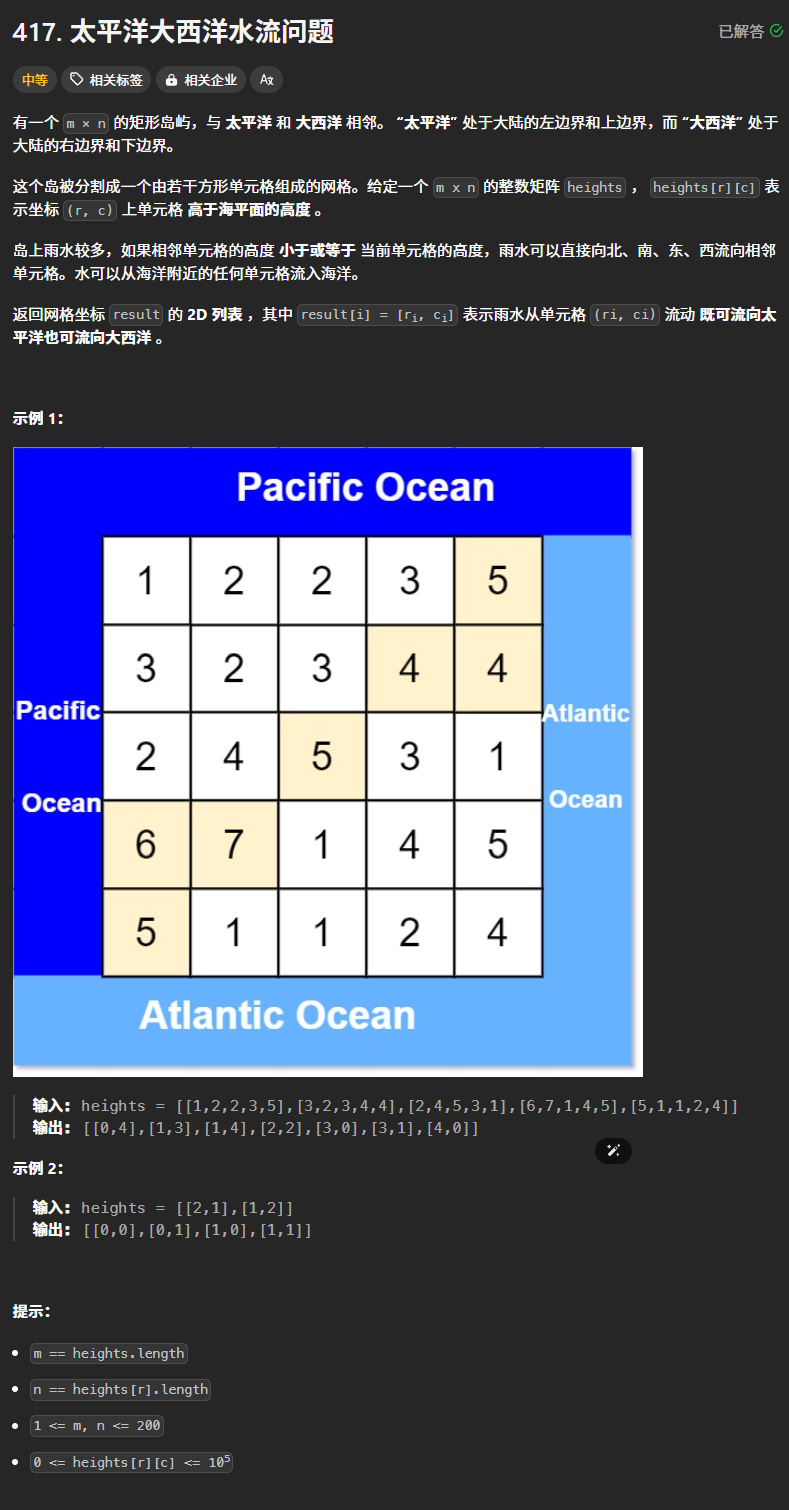 417. 太平洋大西洋水流问题
已解答
中等 相关标签 相关企业 Aχ
有一个 m × n 的矩形岛屿，与 太平洋 和 大西洋 相邻。 “太平洋” 处于大陆的左边界和上边界，而 “大西洋” 处于
大陆的右边界和下边界。
这个岛被分割成一个由若干方形单元格组成的网格。给定一个 m x n 的整数矩阵 heights ， heights[r][c] 表
示坐标 (r, c) 上单元格 高于海平面的高度 。
岛上雨水较多，如果相邻单元格的高度 小于或等于 当前单元格的高度，雨水可以直接向北、南、东、西流向相邻
单元格。水可以从海洋附近的任何单元格流入海洋。
返回网格坐标 result 的 2D 列表 ，其中 result[i] = [ri, ci] 表示雨水从单元格 (ri, ci) 流动 既可流向太
平洋也可流向大西洋 。
示例 1：
Pacific Ocean
1 2 2 3 5
3 2 3 4 4
Pacific
Atlantic
2 4 5 3 1
Ocean
Ocean
6 7 1 4 5
5 1 1 2 4
Atlantic Ocean
输入: heights = [[1,2,2,3,5],[3,2,3,4,4],[2,4,5,3,1],[6,7,1,4,5],[5,1,1,2,4]]
输出: [[0,4],[1,3],[1,4],[2,2],[3,0],[3,1],[4,0]]
示例 2：
输入: heights = [[2,1],[1,2]]
输出: [[0,0],[0,1],[1,0],[1,1]]
提示：
m == heights.length
n == heights[r].length
1 <= m, n <= 200
0 <= heights[r][c] <= 10⁵